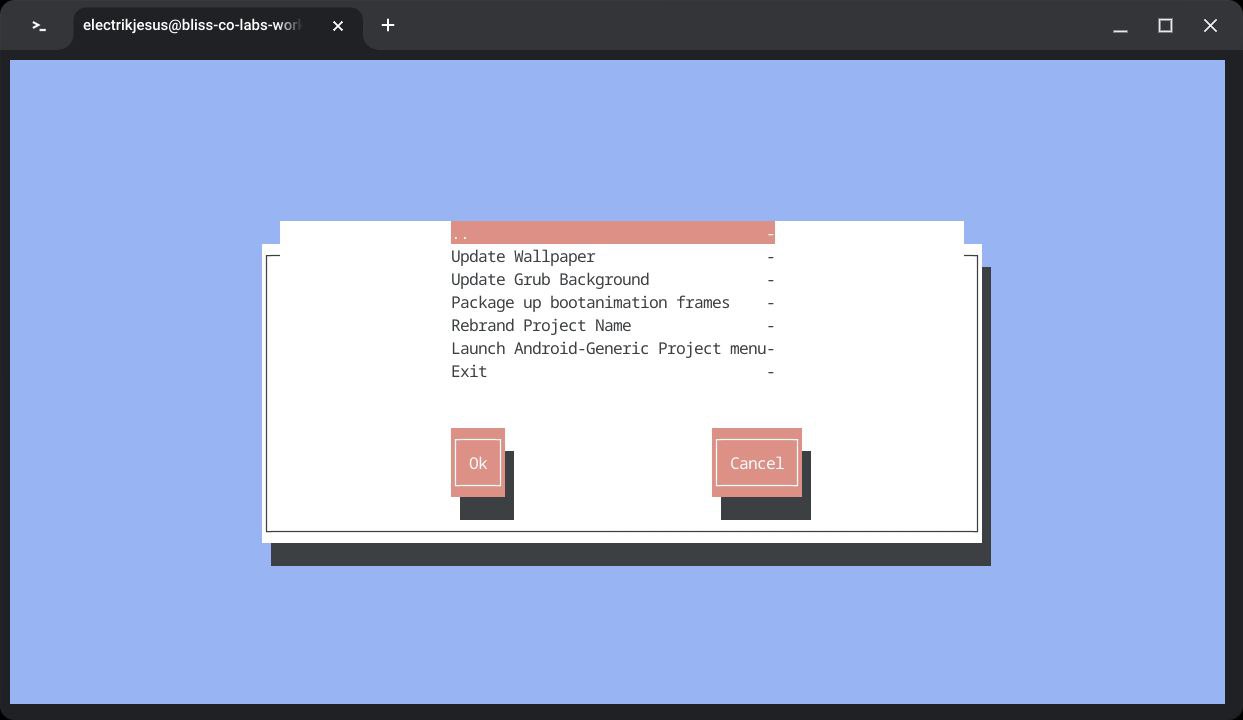 >_ electrikjesus@bliss-co-labs-wor
.. -
Update Wallpaper -
Update Grub Background -
Package up bootanimation frames -
Rebrand Project Name -
Launch Android-Generic Project menu-
Exit -
Ok Cancel